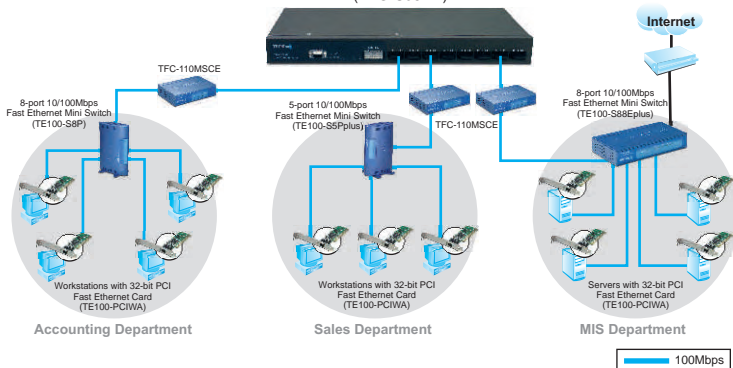 Internet
TFC-110MSCE
8-port 10/100Mbps
Fast Ethernet Mini Switch
(TE100-S8P)
5-port 10/100Mbps
Fast Ethernet Mini Switch
(TE100-S5Pplus)
TFC-110MSCE
8-port 10/100Mbps
Fast Ethernet Mini Switch
(TE100-S88Eplus)
Workstations with 32-bit PCI
Fast Ethernet Card
(TE100-PCIWA)
Workstations with 32-bit PCI
Fast Ethernet Card
(TE100-PCIWA)
Servers with 32-bit PCI
Fast Ethernet Card
(TE100-PCIWA)
Accounting Department
Sales Department
MIS Department
100Mbps